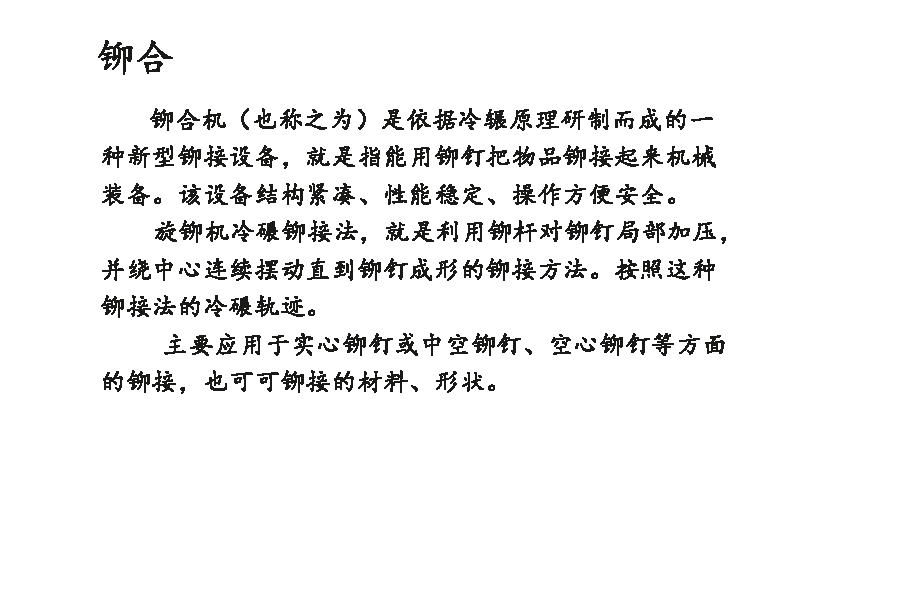 铆合
铆合机（也称之为）是依据冷辗原理研制而成的一
种新型铆接设备，就是指能用铆钉把物品铆接起来机械
装备。该设备结构紧凑、性能稳定、操作方便安全。
旋铆机冷碾铆接法，就是利用铆杆对铆钉局部加压，
并绕中心连续摆动直到铆钉成形的铆接方法。按照这种
铆接法的冷碾轨迹。
主要应用于实心铆钉或中空铆钉、空心铆钉等方面
的铆接，也可可铆接的材料、形状。